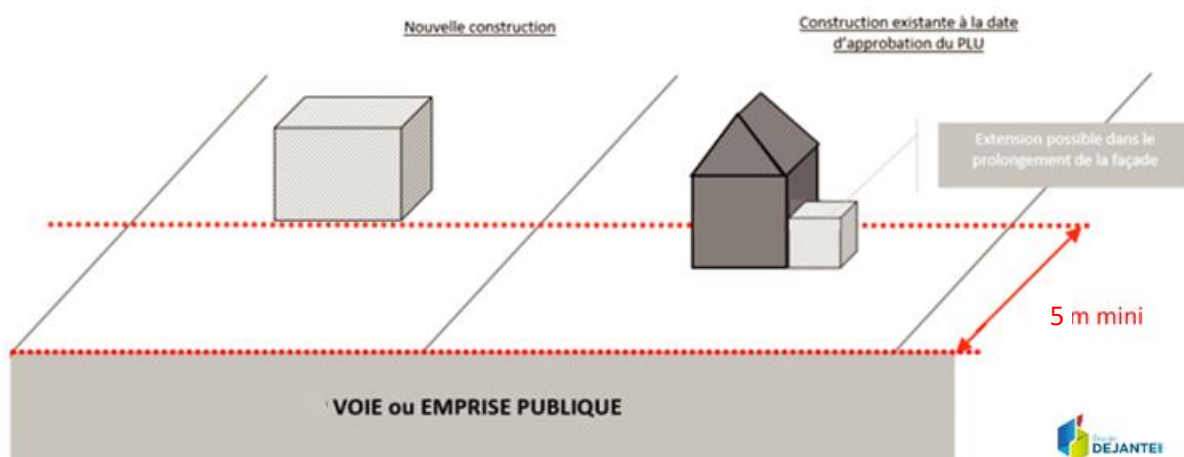 Nouvelle construction
Construction existante à la date
d'approbation du PLU
Extension possible dans le
prolongement de la façade
5 m mini
VOIE ou EMPRISE PUBLIQUE
DEJANTE